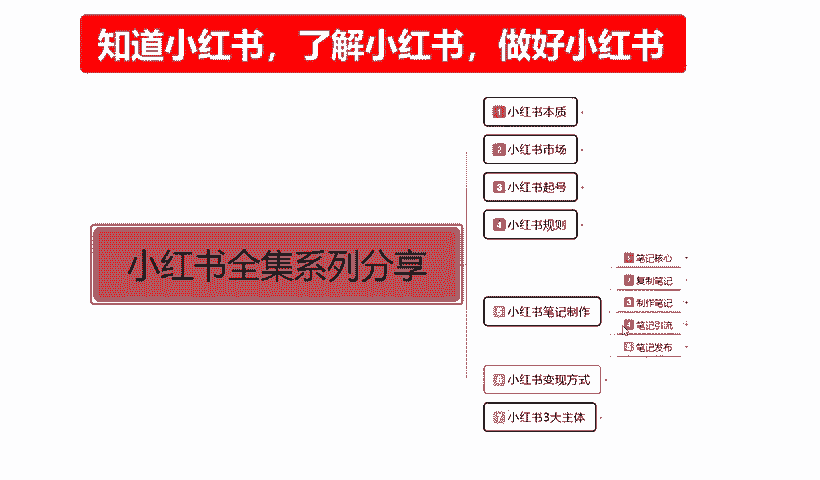 知道小红书，了解小红书，做好小红书
1 小红书本质
2 小红书市场
3 小红书起号
4 小红书规则
小红书全集系列分享
5 小红书笔记制作
1 笔记核心
2 复制笔记
3 制作笔记
4 笔记引流
5 笔记发布
6 小红书变现方式
7 小红书3大主体